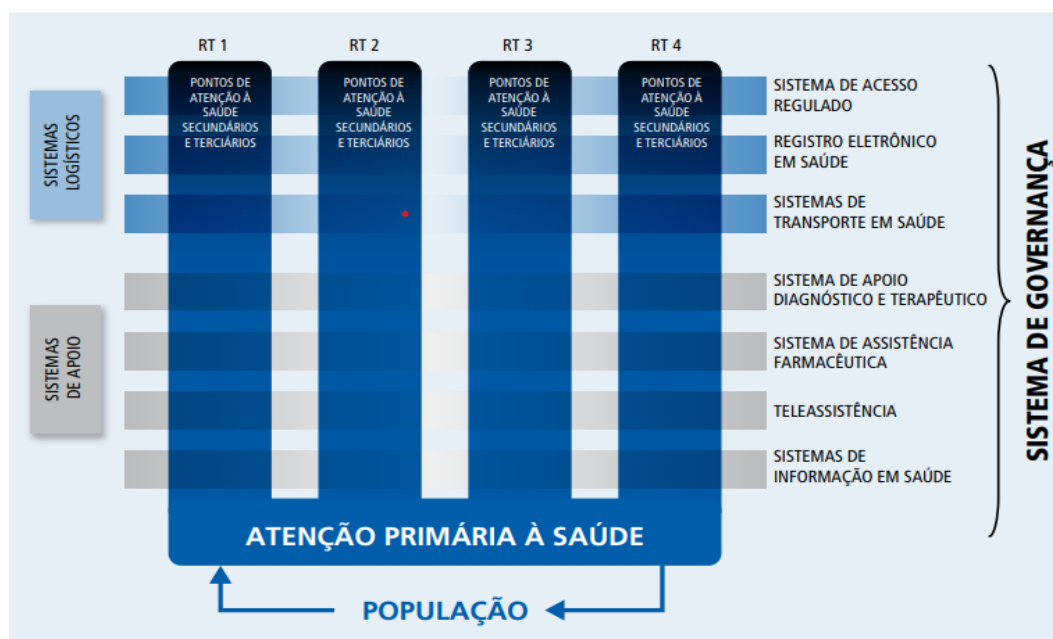 RT 1
RT 2
RT 3
RT 4
PONTOS DE
ATENÇÃO À
SAÚDE
SECUNDÁRIOS
E TERCIÁRIOS
PONTOS DE
ATENÇÃO À
SAÚDE
SECUNDÁRIOS
E TERCIÁRIOS
PONTOS DE
ATENÇÃO À
SAÚDE
SECUNDÁRIOS
E TERCIÁRIOS
PONTOS DE
ATENÇÃO À
SAÚDE
SECUNDÁRIOS
E TERCIÁRIOS
SISTEMAS
LOGÍSTICOS
SISTEMA DE ACESSO
REGULADO
REGISTRO ELETRÔNICO
EM SAÚDE
SISTEMAS DE
TRANSPORTE EM SAÚDE
SISTEMAS
DE APOIO
SISTEMA DE APOIO
DIAGNÓSTICO E TERAPÊUTICO
SISTEMA DE ASSISTÊNCIA
FARMACÊUTICA
TELEASSISTÊNCIA
SISTEMAS DE
INFORMAÇÃO EM SAÚDE
SISTEMA DE GOVERNANÇA
ATENÇÃO PRIMÁRIA À SAÚDE
POPULAÇÃO